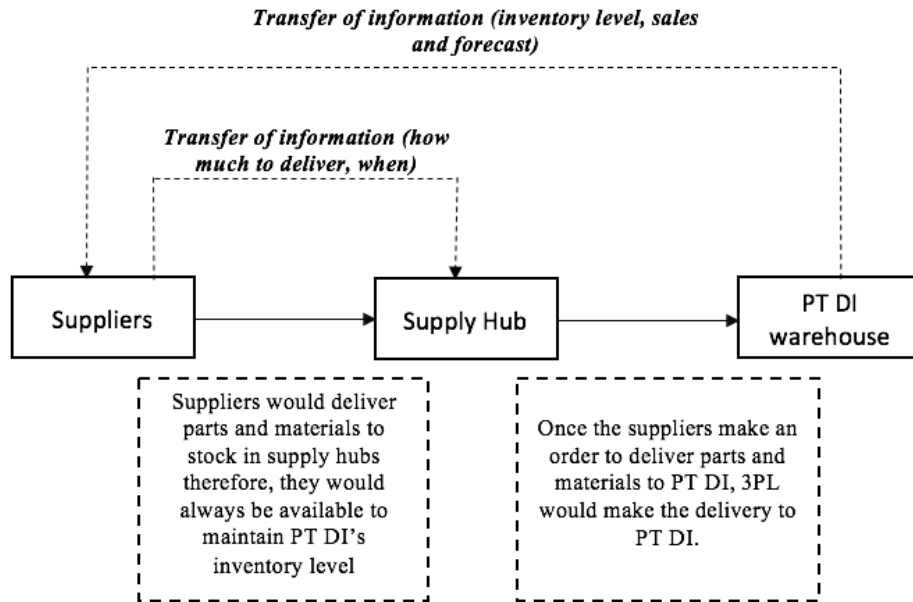 Transfer of information (inventory level, sales
and forecast)
Transfer of information (how
much to deliver, when)
Suppliers
Supply Hub
PT DI
warehouse
Suppliers would deliver
parts and materials to
stock in supply hubs
therefore, they would
always be available to
maintain PT DI's
inventory level
Once the suppliers make an
order to deliver parts and
materials to PT DI, 3PL
would make the delivery to
PT DI.